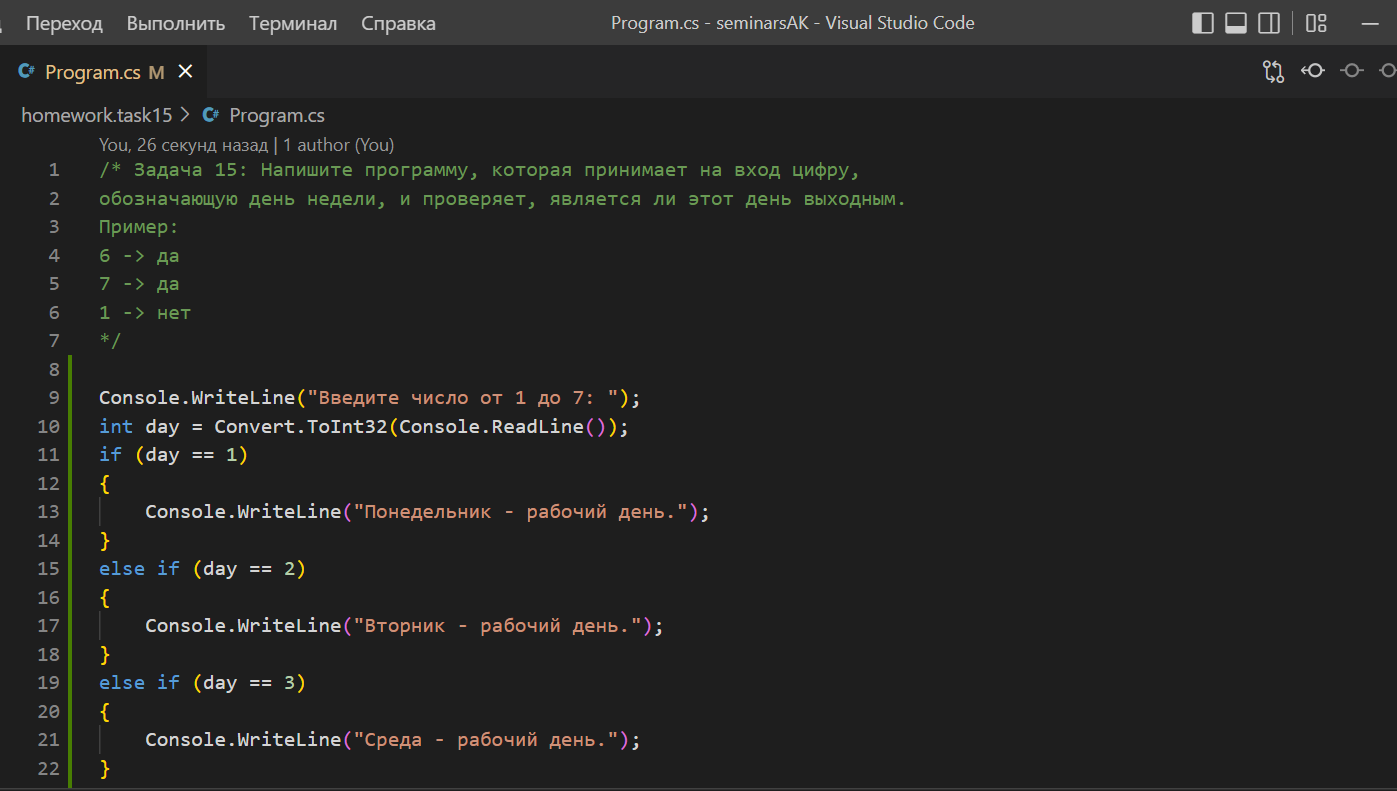 Переход Выполнить Терминал Справка Program.cs - seminarsAK - Visual Studio Code
C# Program.cs M
homework.task15 > C# Program.cs
You, 26 секунд назад | 1 author (You)
1 /* Задача 15: Напишите программу, которая принимает на вход цифру,
2 обозначающую день недели, и проверяет, является ли этот день выходным.
3 Пример:
4 6 -> да
5 7 -> да
6 1 -> нет
7 */
8
9 Console.WriteLine("Введите число от 1 до 7: ");
10 int day = Convert.ToInt32(Console.ReadLine());
11 if (day == 1)
12 {
13 Console.WriteLine("Понедельник - рабочий день.");
14 }
15 else if (day == 2)
16 {
17 Console.WriteLine("Вторник - рабочий день.");
18 }
19 else if (day == 3)
20 {
21 Console.WriteLine("Среда - рабочий день.");
22 }